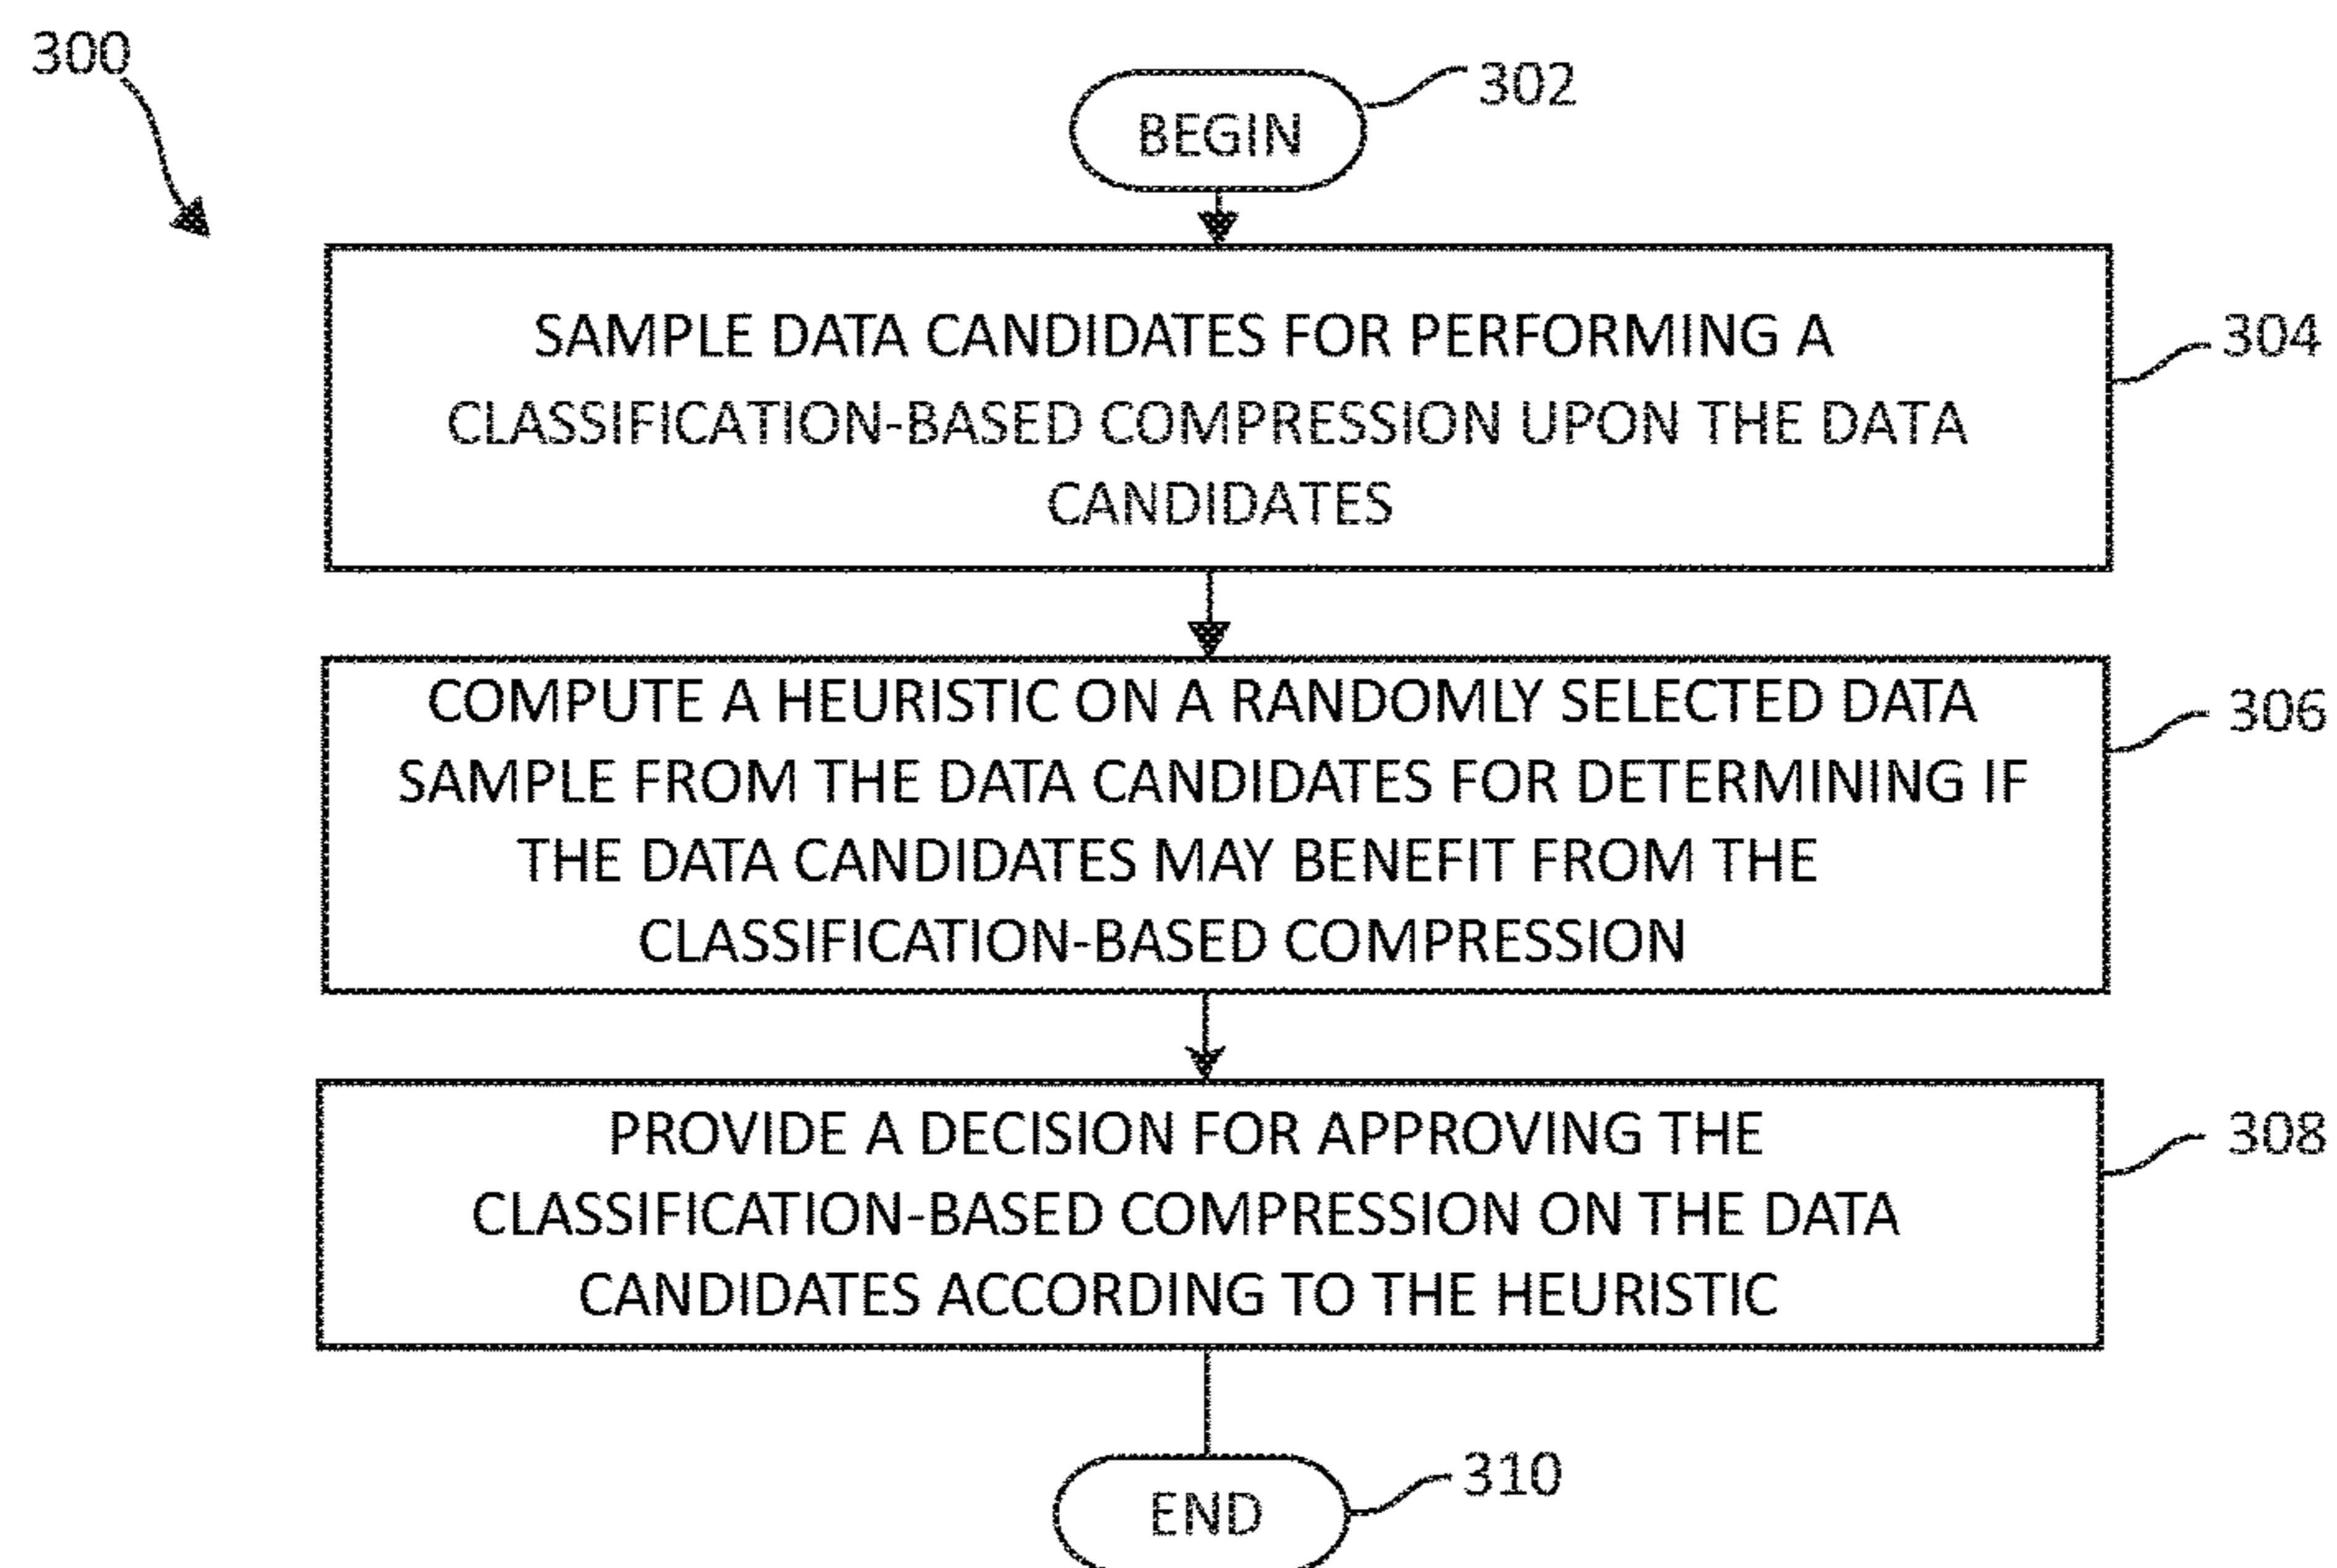 300
BEGIN
302
SAMPLE DATA CANDIDATES FOR PERFORMING A
CLASSIFICATION-BASED COMPRESSION UPON THE DATA
CANDIDATES
304
COMPUTE A HEURISTIC ON A RANDOMLY SELECTED DATA
SAMPLE FROM THE DATA CANDIDATES FOR DETERMINING IF
THE DATA CANDIDATES MAY BENEFIT FROM THE
CLASSIFICATION-BASED COMPRESSION
306
PROVIDE A DECISION FOR APPROVING THE
CLASSIFICATION-BASED COMPRESSION ON THE DATA
CANDIDATES ACCORDING TO THE HEURISTIC
308
END
310